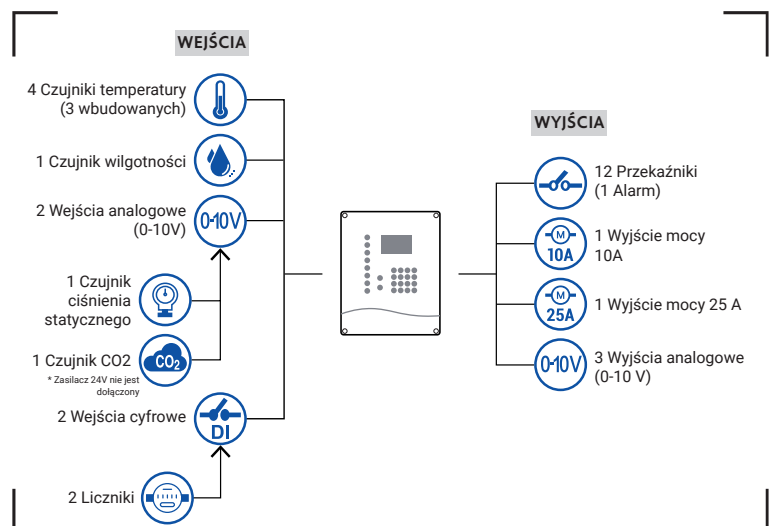 WEJŚCIA
4 Czujniki temperatury
(3 wbudowanych)
1 Czujnik wilgotności
2 Wejścia analogowe
(0-10V)
0-10V
1 Czujnik
ciśnienia
statycznego
1 Czujnik CO2
* Zasilacz 24V nie jest
dołączony
CO2
2 Wejścia cyfrowe
DI
2 Liczniki
WYJŚCIA
12 Przekaźniki
(1 Alarm)
M
10A
1 Wyjście mocy
10A
M
25A
1 Wyjście mocy 25 A
0-10V
3 Wyjścia analogowe
(0-10 V)